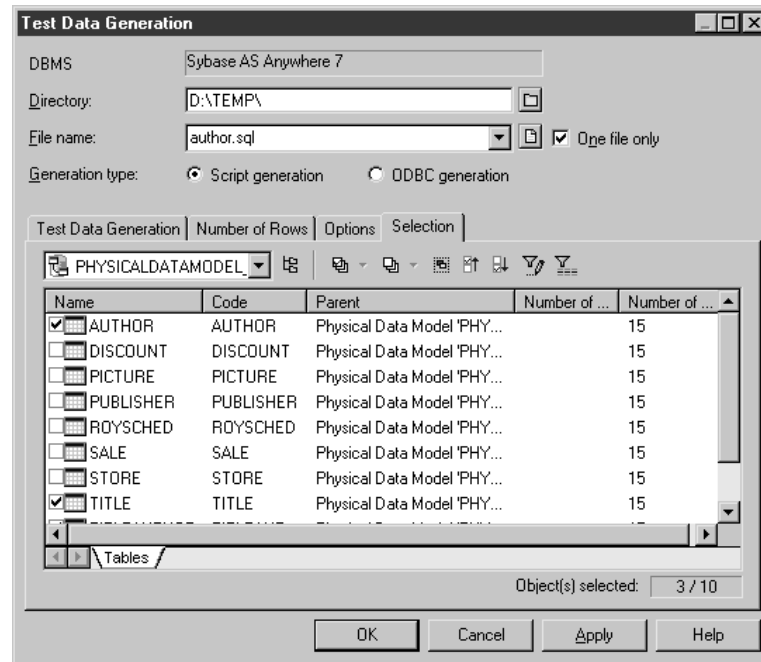 Test Data Generation
DBMS Sybase AS Anywhere 7
Directory: D:\TEMP\
File name: author.sql One file only
Generation type: Script generation ODBC generation
Test Data Generation Number of Rows Options Selection
PHYSICALDATAMODEL_
Name Code Parent Number of ... Number of ...
AUTHOR AUTHOR Physical Data Model 'PHY... 15
DISCOUNT DISCOUNT Physical Data Model 'PHY... 15
PICTURE PICTURE Physical Data Model 'PHY... 15
PUBLISHER PUBLISHER Physical Data Model 'PHY... 15
ROYSCHED ROYSCHED Physical Data Model 'PHY... 15
SALE SALE Physical Data Model 'PHY... 15
STORE STORE Physical Data Model 'PHY... 15
TITLE TITLE Physical Data Model 'PHY... 15
Tables
Object(s) selected: 3 / 10
OK Cancel Apply Help